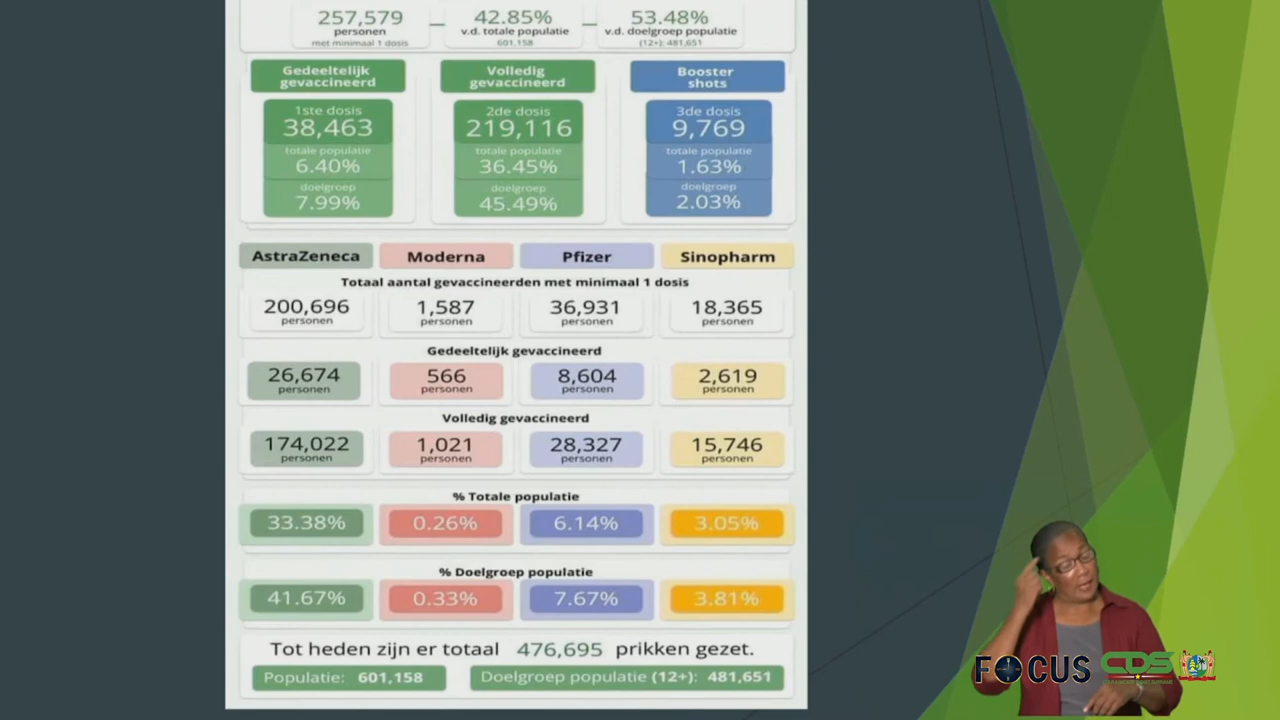 257,579
personen
met minimaal 1 dosis
42.85%
v.d. totale populatie
601,158
53.48%
v.d. doelgroep populatie
(12+): 481,651
Gedeeltelijk
gevaccineerd
Volledig
gevaccineerd
Booster
shots
1ste dosis
38,463
totale populatie
6.40%
doelgroep
7.99%
2de dosis
219,116
totale populatie
36.45%
doelgroep
45.49%
3de dosis
9,769
totale populatie
1.63%
doelgroep
2.03%
AstraZeneca
Moderna
Pfizer
Sinopharm
Totaal aantal gevaccineerden met minimaal 1 dosis
200,696
personen
1,587
personen
36,931
personen
18,365
personen
Gedeeltelijk gevaccineerd
26,674
personen
566
personen
8,604
personen
2,619
personen
Volledig gevaccineerd
174,022
personen
1,021
personen
28,327
personen
15,746
personen
% Totale populatie
33.38%
0.26%
6.14%
3.05%
% Doelgroep populatie
41.67%
0.33%
7.67%
3.81%
Tot heden zijn er totaal 476,695 prikken gezet.
Populatie: 601,158
Doelgroep populatie (12+): 481,651
FOCUS
CDS